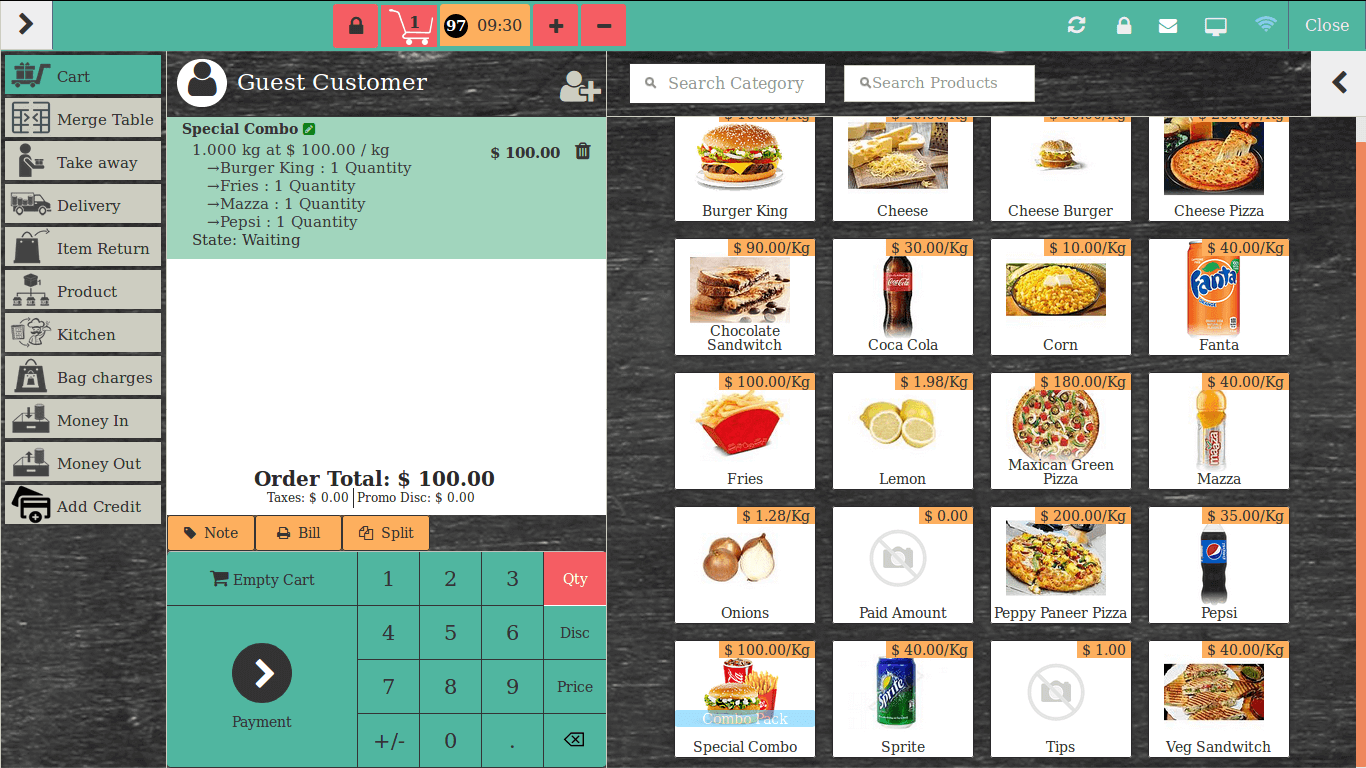 1
97 09:30
Close
Cart
Merge Table
Take away
Delivery
Item Return
Product
Kitchen
Bag charges
Money In
Money Out
Add Credit
Guest Customer
Special Combo
1.000 kg at $ 100.00 / kg
$ 100.00
→Burger King : 1 Quantity
→Fries : 1 Quantity
→Mazza : 1 Quantity
→Pepsi : 1 Quantity
State: Waiting
Order Total: $ 100.00
Taxes: $ 0.00 Promo Disc: $ 0.00
Note
Bill
Split
Empty Cart
1 2 3 Qty
4 5 6 Disc
7 8 9 Price
+/- 0 .
Payment
Search Category
Search Products
Burger King
Cheese
Cheese Burger
Cheese Pizza
$ 90.00/Kg
Chocolate
Sandwitch
$ 30.00/Kg
Coca-Cola
Coca Cola
$ 10.00/Kg
Corn
$ 40.00/Kg
Fanta
Fanta
$ 100.00/Kg
Fries
$ 1.98/Kg
Lemon
$ 180.00/Kg
Maxican Green
Pizza
$ 40.00/Kg
Mazza
$ 1.28/Kg
Onions
$ 0.00
Paid Amount
$ 200.00/Kg
Peppy Paneer Pizza
$ 35.00/Kg
Pepsi
$ 100.00/Kg
Combo Pack
Special Combo
$ 40.00/Kg
Sprite
Sprite
$ 1.00
Tips
$ 40.00/Kg
Veg Sandwitch